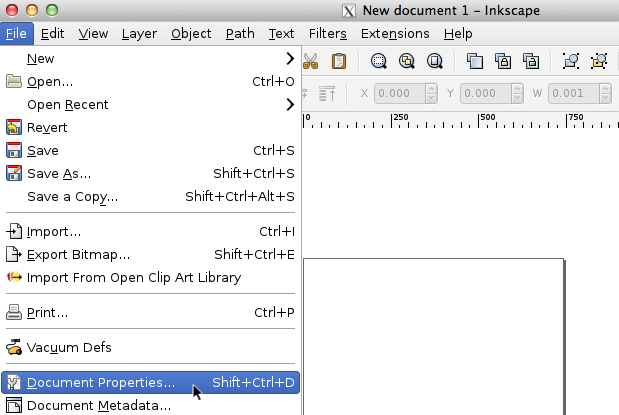 New document 1 - Inkscape
File Edit View Layer Object Path Text Filters Extensions Help
New
Open... Ctrl+O
Open Recent
Revert
Save Ctrl+S
Save As... Shift+Ctrl+S
Save a Copy... Shift+Ctrl+Alt+S
Import... Ctrl+I
Export Bitmap... Shift+Ctrl+E
Import From Open Clip Art Library
Print... Ctrl+P
Vacuum Defs
Document Properties... Shift+Ctrl+D
Document Metadata...
X 0.000 Y 0.000 W 0.001
0 250 500 750